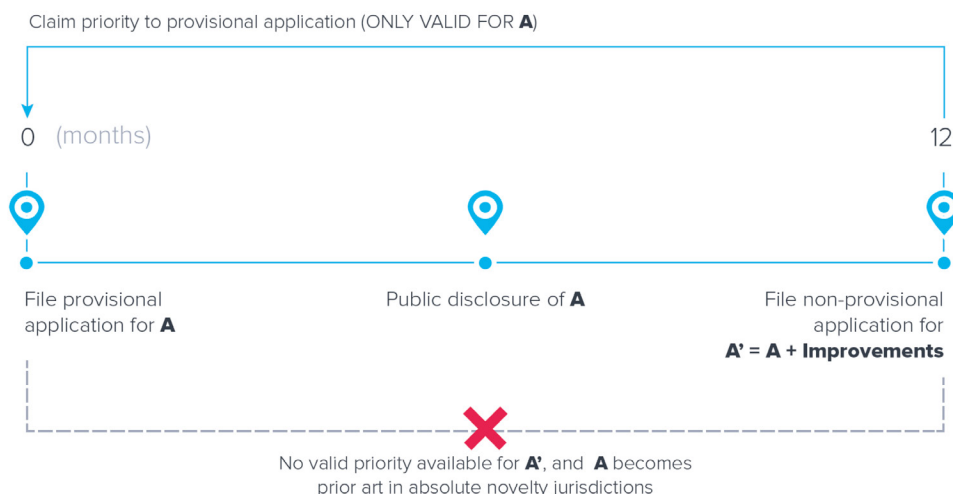 Claim priority to provisional application (ONLY VALID FOR A)
0 (months)
12
File provisional
application for A
Public disclosure of A
File non-provisional
application for
A' = A + Improvements
No valid priority available for A', and A becomes
prior art in absolute novelty jurisdictions